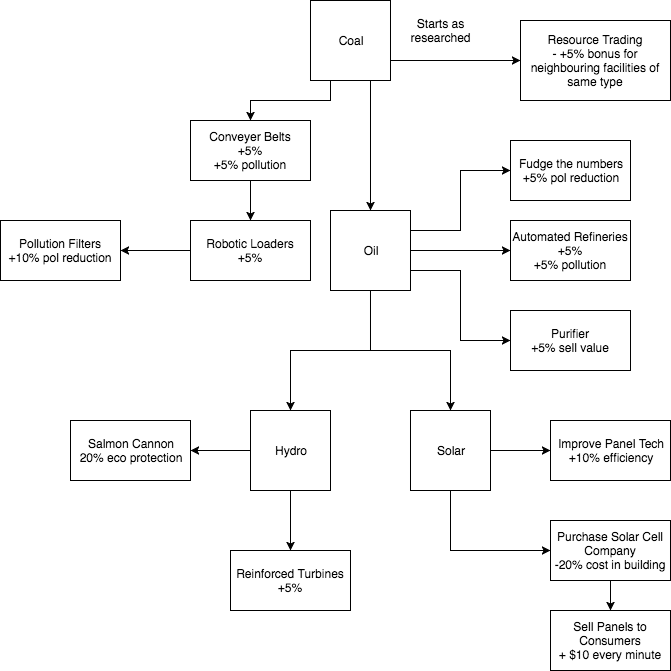 Coal
Starts as
researched
Resource Trading
- +5% bonus for
neighbouring facilities of
same type
Conveyer Belts
+5%
+5% pollution
Fudge the numbers
+5% pol reduction
Pollution Filters
+10% pol reduction
Robotic Loaders
+5%
Oil
Automated Refineries
+5%
+5% pollution
Purifier
+5% sell value
Salmon Cannon
20% eco protection
Hydro
Solar
Improve Panel Tech
+10% efficiency
Reinforced Turbines
+5%
Purchase Solar Cell
Company
-20% cost in building
Sell Panels to
Consumers
+ $10 every minute